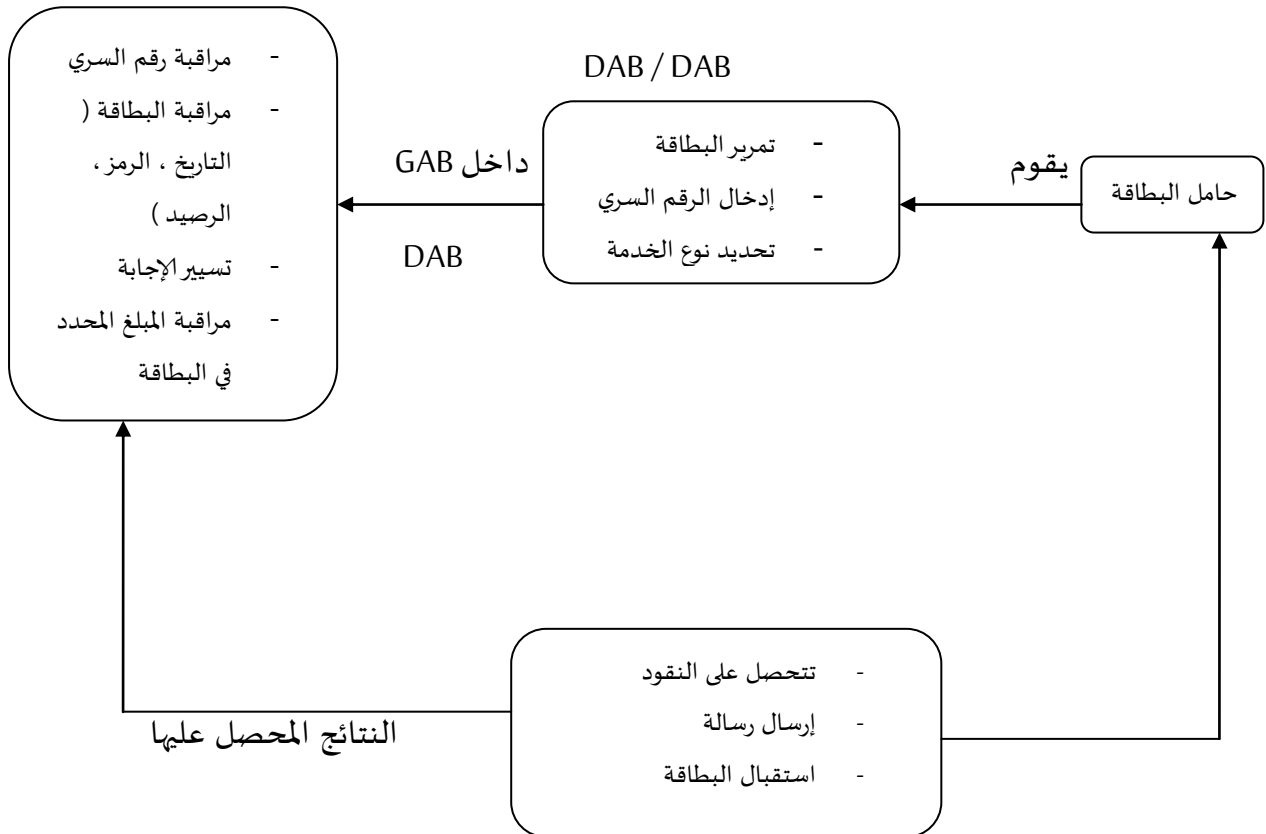 DAB / DAB
حامل البطاقة
يقوم
- تمرير البطاقة
- إدخال الرقم السري
- تحديد نوع الخدمة
داخل GAB
DAB
- مراقبة رقم السري
- مراقبة البطاقة (
التاريخ ، الرمز ،
الرصيد )
- تسيير الإجابة
- مراقبة المبلغ المحدد
في البطاقة
- تتحصل على النقود
- إرسال رسالة
- استقبال البطاقة
النتائج المحصل عليها